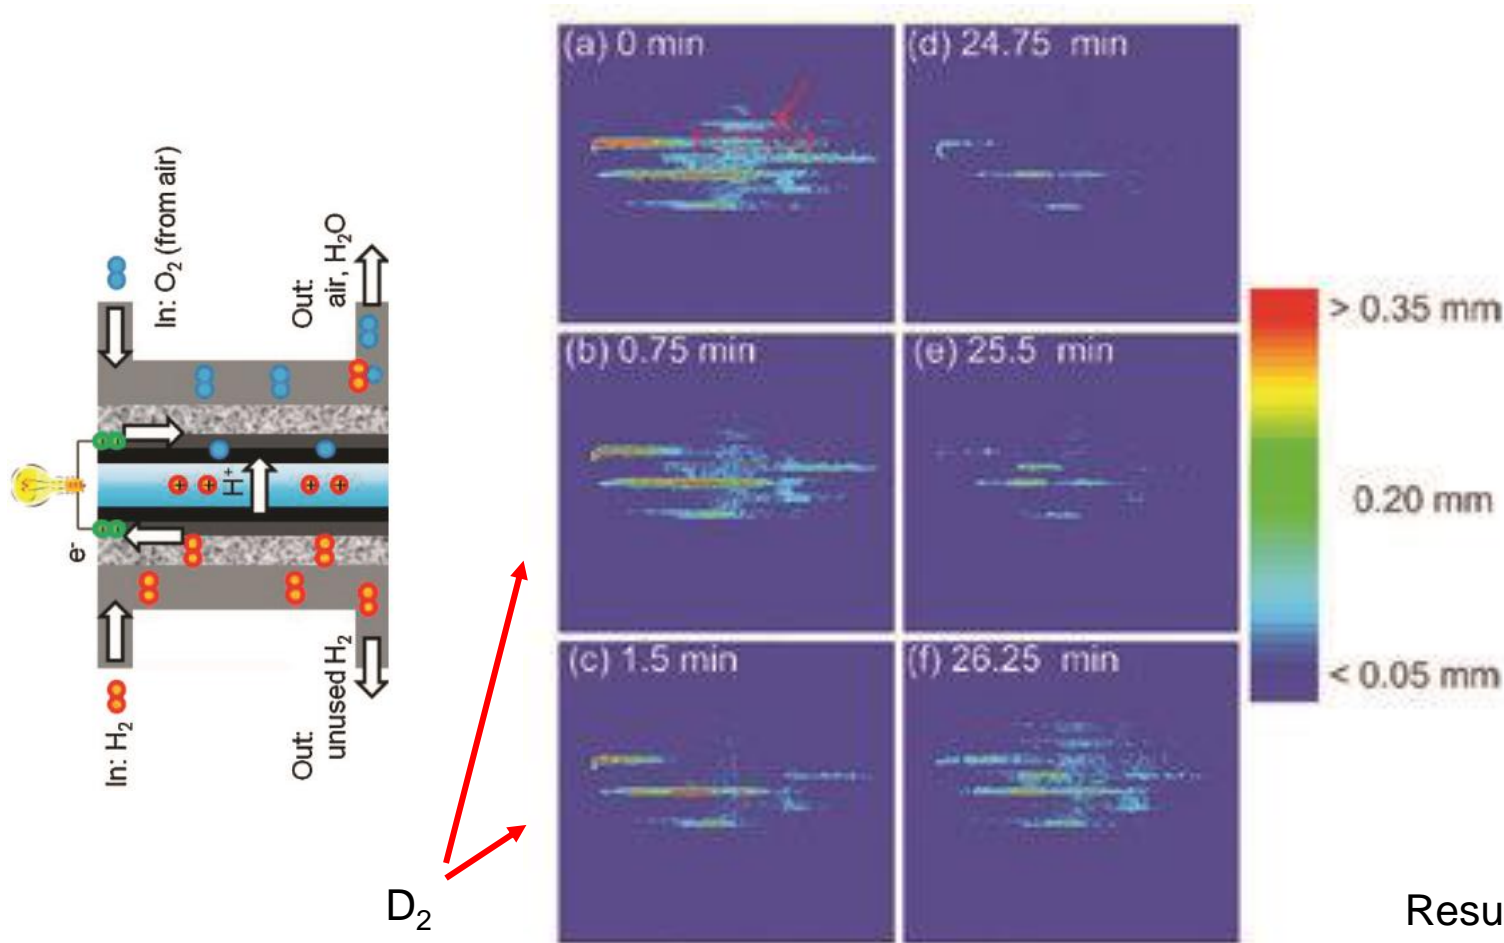 In: O₂ (from air)
Out:
air, H₂O
H⁺
e⁻
In: H₂
Out:
unused H₂
D₂
(a) 0 min
(b) 0.75 min
(c) 1.5 min
(d) 24.75 min
(e) 25.5 min
(f) 26.25 min
> 0.35 mm
0.20 mm
< 0.05 mm
Resu